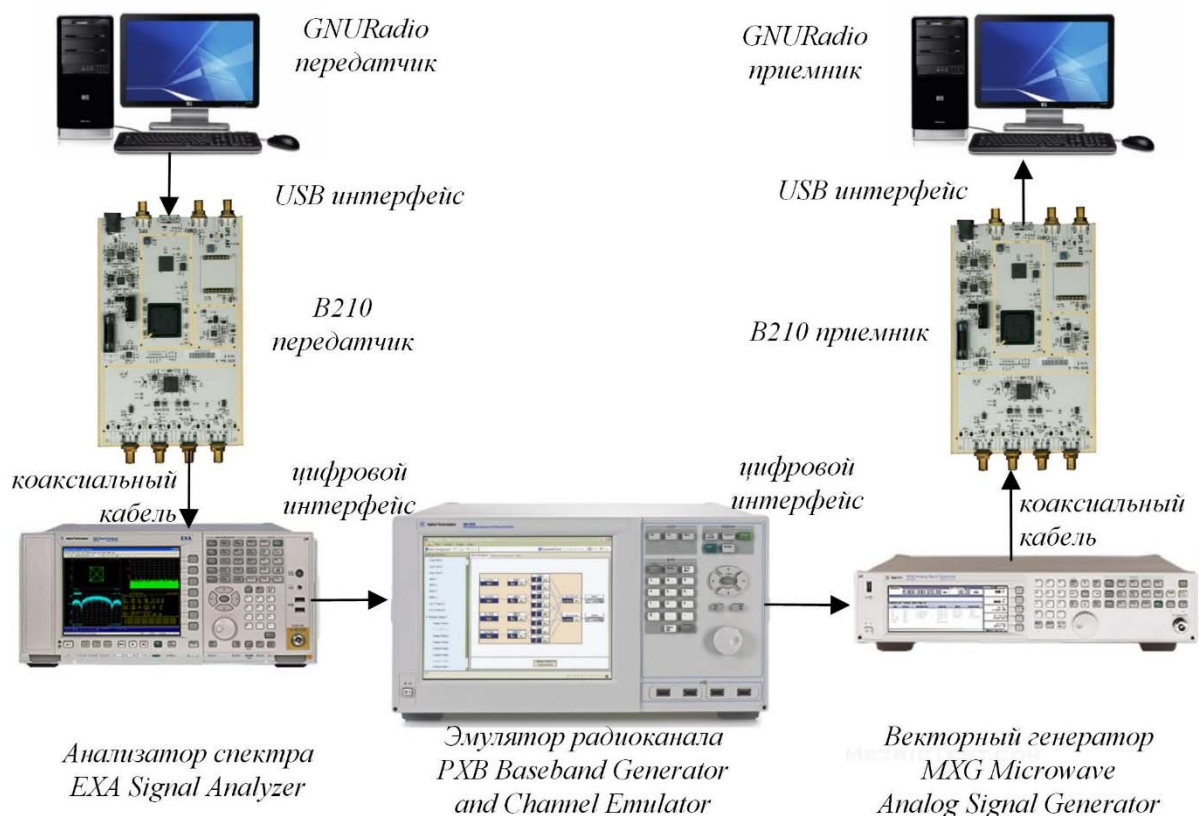 GNURadio
передатчик
GNURadio
приемник
USB интерфейс
USB интерфейс
B210
передатчик
B210 приемник
коаксиальный
кабель
цифровой
интерфейс
цифровой
интерфейс
коаксиальный
кабель
EXA
Анализатор спектра
EXA Signal Analyzer
Эмулятор радиоканала
PXB Baseband Generator
and Channel Emulator
Векторный генератор
MXG Microwave
Analog Signal Generator